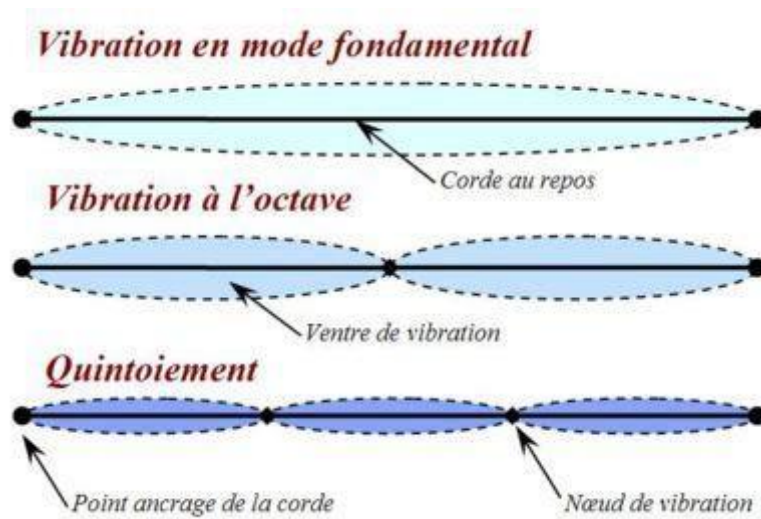 Vibration en mode fondamental
Corde au repos
Vibration à l'octave
Ventre de vibration
Quintoiement
Point ancrage de la corde
Nœud de vibration